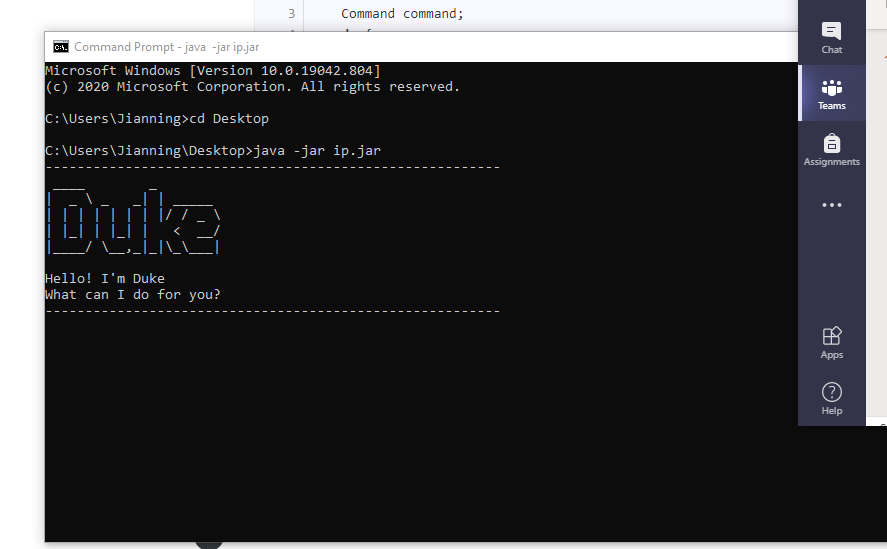 3 Command command;
Command Prompt - java -jar ip.jar
Microsoft Windows [Version 10.0.19042.804]
(c) 2020 Microsoft Corporation. All rights reserved.
C:\Users\Jianning>cd Desktop
C:\Users\Jianning\Desktop>java -jar ip.jar
---------------------------------------------------------
 ____        _
|  _ \ _   _| | _____
| | | | | | | |/ / _ \
| |_| | |_| |   <  __/
|____/ \__,_|_|\_\___|
Hello! I'm Duke
What can I do for you?
---------------------------------------------------------
Chat
Teams
Assignments
Apps
Help